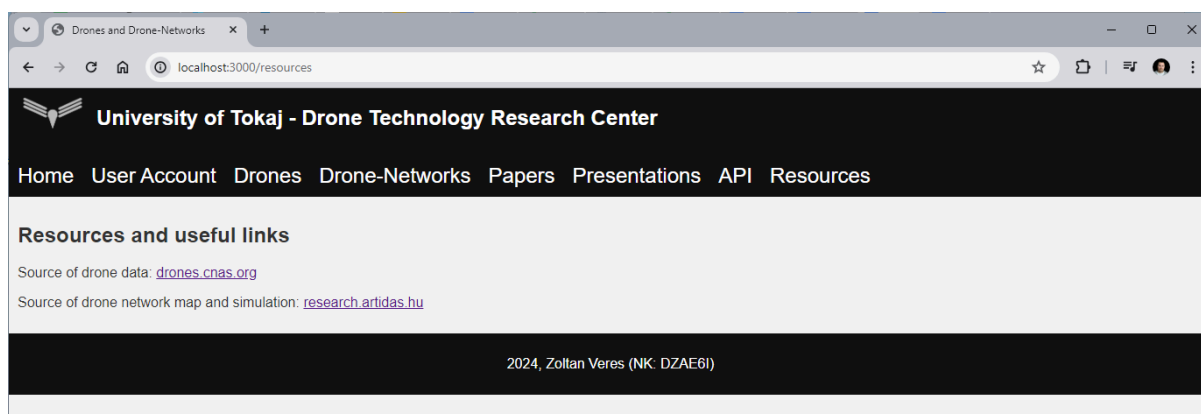 Drones and Drone-Networks
localhost:3000/resources
University of Tokaj - Drone Technology Research Center
Home User Account Drones Drone-Networks Papers Presentations API Resources
Resources and useful links
Source of drone data: drones.cnas.org
Source of drone network map and simulation: research.artidas.hu
2024, Zoltan Veres (NK: DZAE6I)